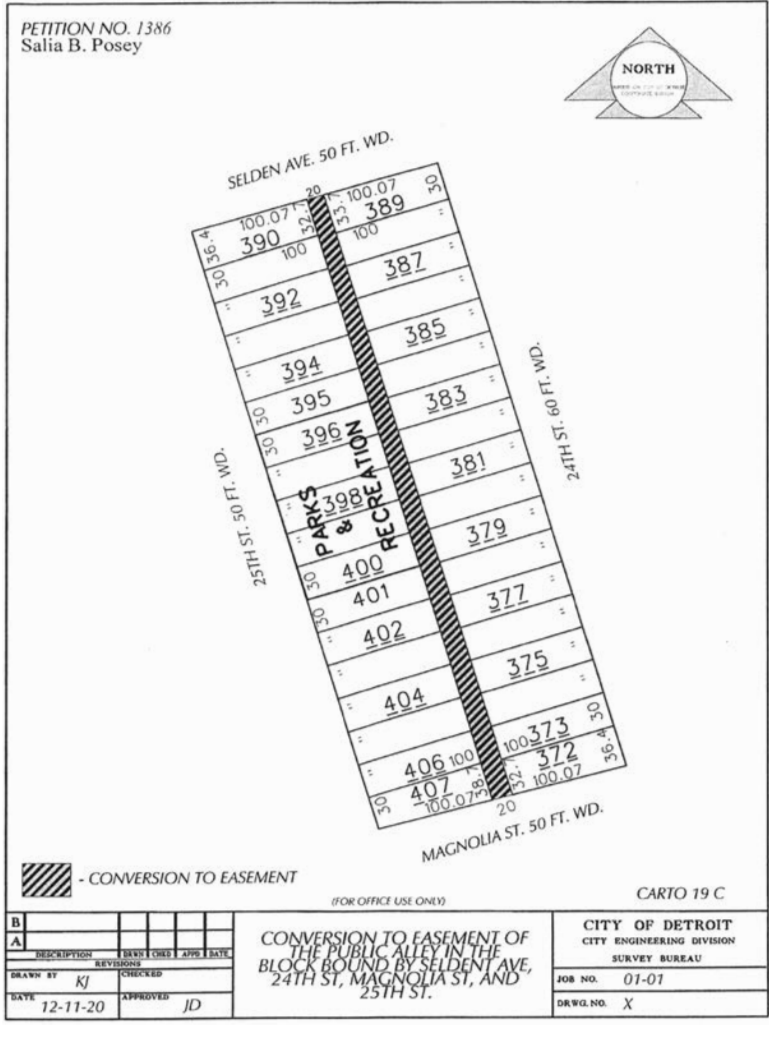 PETITION NO. 1386
Salia B. Posey
NORTH
SELDEN AVE. 50 FT. WD.
20
100.07
100.07
30
36.4
390
32.7
33.7
389
100
100
30
"
387
"
"
392
"
"
385
"
"
394
"
"
30
395
383
"
30
396
"
"
381
"
24TH ST. 60 FT. WD.
25TH ST. 50 FT. WD.
PARKS
&
RECREATION
"
398
"
"
379
"
30
400
"
30
401
377
"
"
402
"
"
375
"
"
404
"
"
373
30
100
"
406
100
372
36.4
30
407
38.7
32.7
100.07
100.07
20
MAGNOLIA ST. 50 FT. WD.
- CONVERSION TO EASEMENT
(FOR OFFICE USE ONLY)
CARTO 19 C
B
A
DESCRIPTION DRWN CHKD APPD DATE
REVISIONS
DRAWN BY KJ
CHECKED
DATE 12-11-20
APPROVED JD
CONVERSION TO EASEMENT OF
THE PUBLIC ALLEY IN THE
BLOCK BOUND BY SELDENT AVE,
24TH ST, MAGNOLIA ST, AND
25TH ST.
CITY OF DETROIT
CITY ENGINEERING DIVISION
SURVEY BUREAU
JOB NO. 01-01
DRWG. NO. X